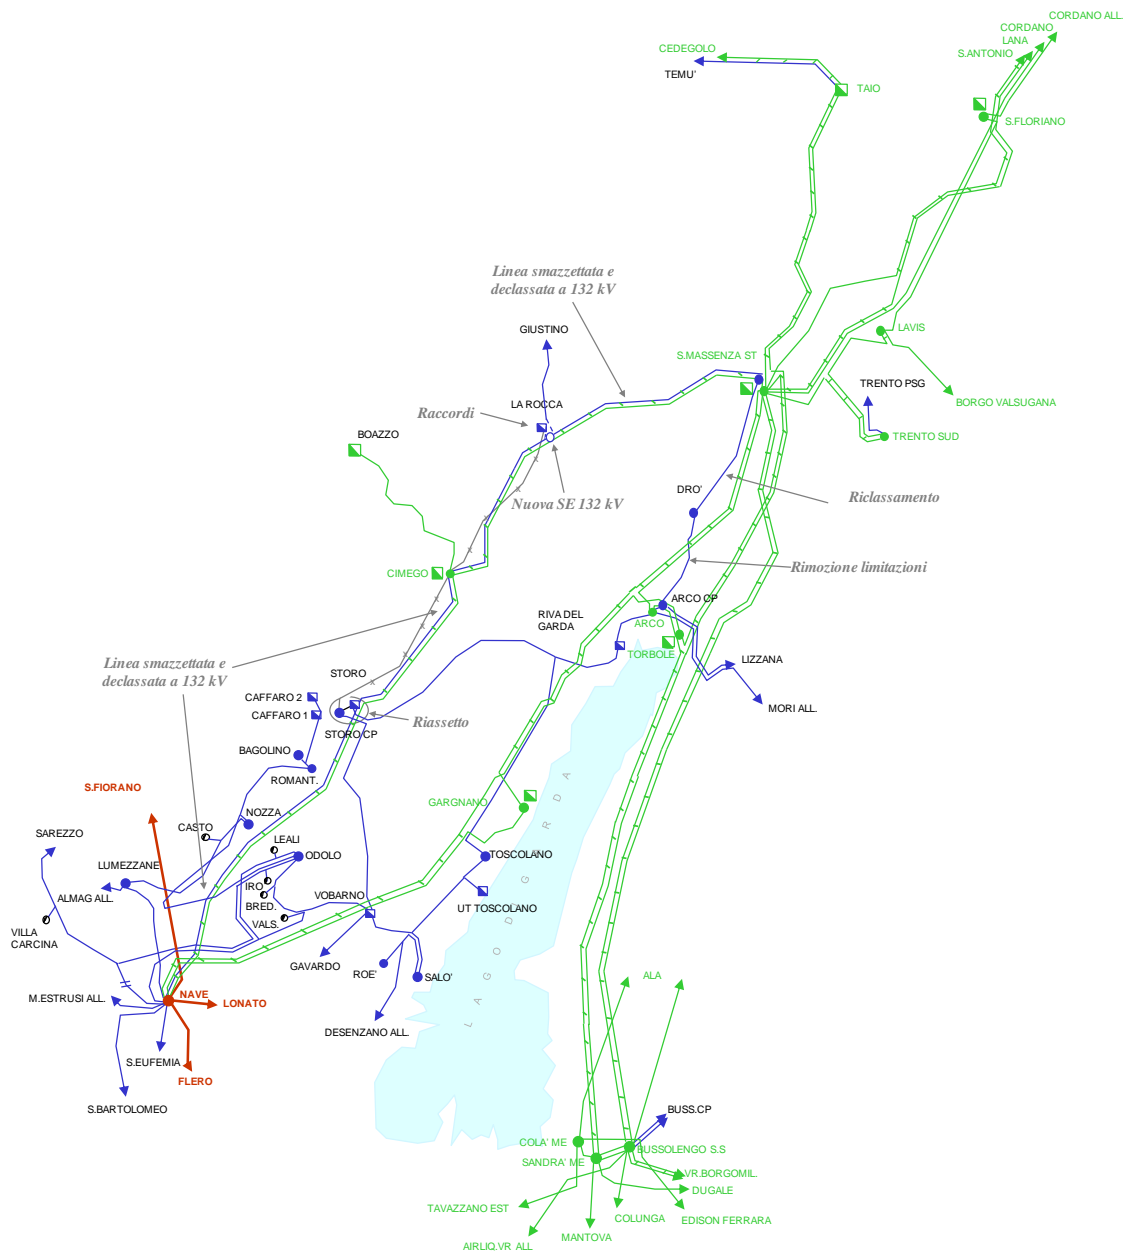 CORDANO ALL.
CORDANO
LANA
S.ANTONIO
CEDEGOLO
TEMU'
TAIO
S.FLORIANO
Linea smazzettata e
declassata a 132 kV
GIUSTINO
LAVIS
S.MASSENZA ST
TRENTO PSG
LA ROCCA
Raccordi
BORGO VALSUGANA
BOAZZO
TRENTO SUD
DRO'
Riclassamento
Nuova SE 132 kV
CIMEGO
Rimozione limitazioni
ARCO CP
RIVA DEL
GARDA
ARCO
TORBOLE
LIZZANA
Linea smazzettata e
declassata a 132 kV
STORO
CAFFARO 2
MORI ALL.
CAFFARO 1
Riassetto
STORO CP
BAGOLINO
ROMANT.
S.FIORANO
GARGNANO
NOZZA
CASTO
SAREZZO
LEALI
ODOLO
TOSCOLANO
LUMEZZANE
IRO
ALMAG ALL.
BRED.
VOBARNO
UT TOSCOLANO
VALS.
VILLA
CARCINA
GAVARDO
ROE'
SALO'
ALA
LAGO DI GARDA
NAVE
M.ESTRUSI ALL.
LONATO
DESENZANO ALL.
S.EUFEMIA
FLERO
S.BARTOLOMEO
BUSS.CP
COLA' ME
BUSSOLENGO S.S
SANDRA' ME
VR.BORGOMIL.
DUGALE
TAVAZZANO EST
COLUNGA
EDISON FERRARA
MANTOVA
AIRLIQ.VR ALL